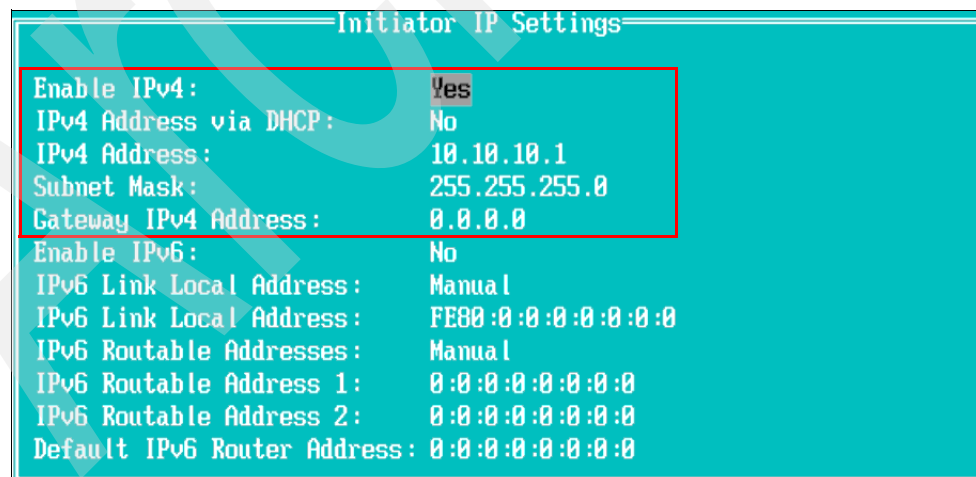 Initiator IP Settings
Enable IPv4: Yes
IPv4 Address via DHCP: No
IPv4 Address: 10.10.10.1
Subnet Mask: 255.255.255.0
Gateway IPv4 Address: 0.0.0.0
Enable IPv6: No
IPv6 Link Local Address: Manual
IPv6 Link Local Address: FE80:0:0:0:0:0:0:0
IPv6 Routable Addresses: Manual
IPv6 Routable Address 1: 0:0:0:0:0:0:0:0
IPv6 Routable Address 2: 0:0:0:0:0:0:0:0
Default IPv6 Router Address: 0:0:0:0:0:0:0:0